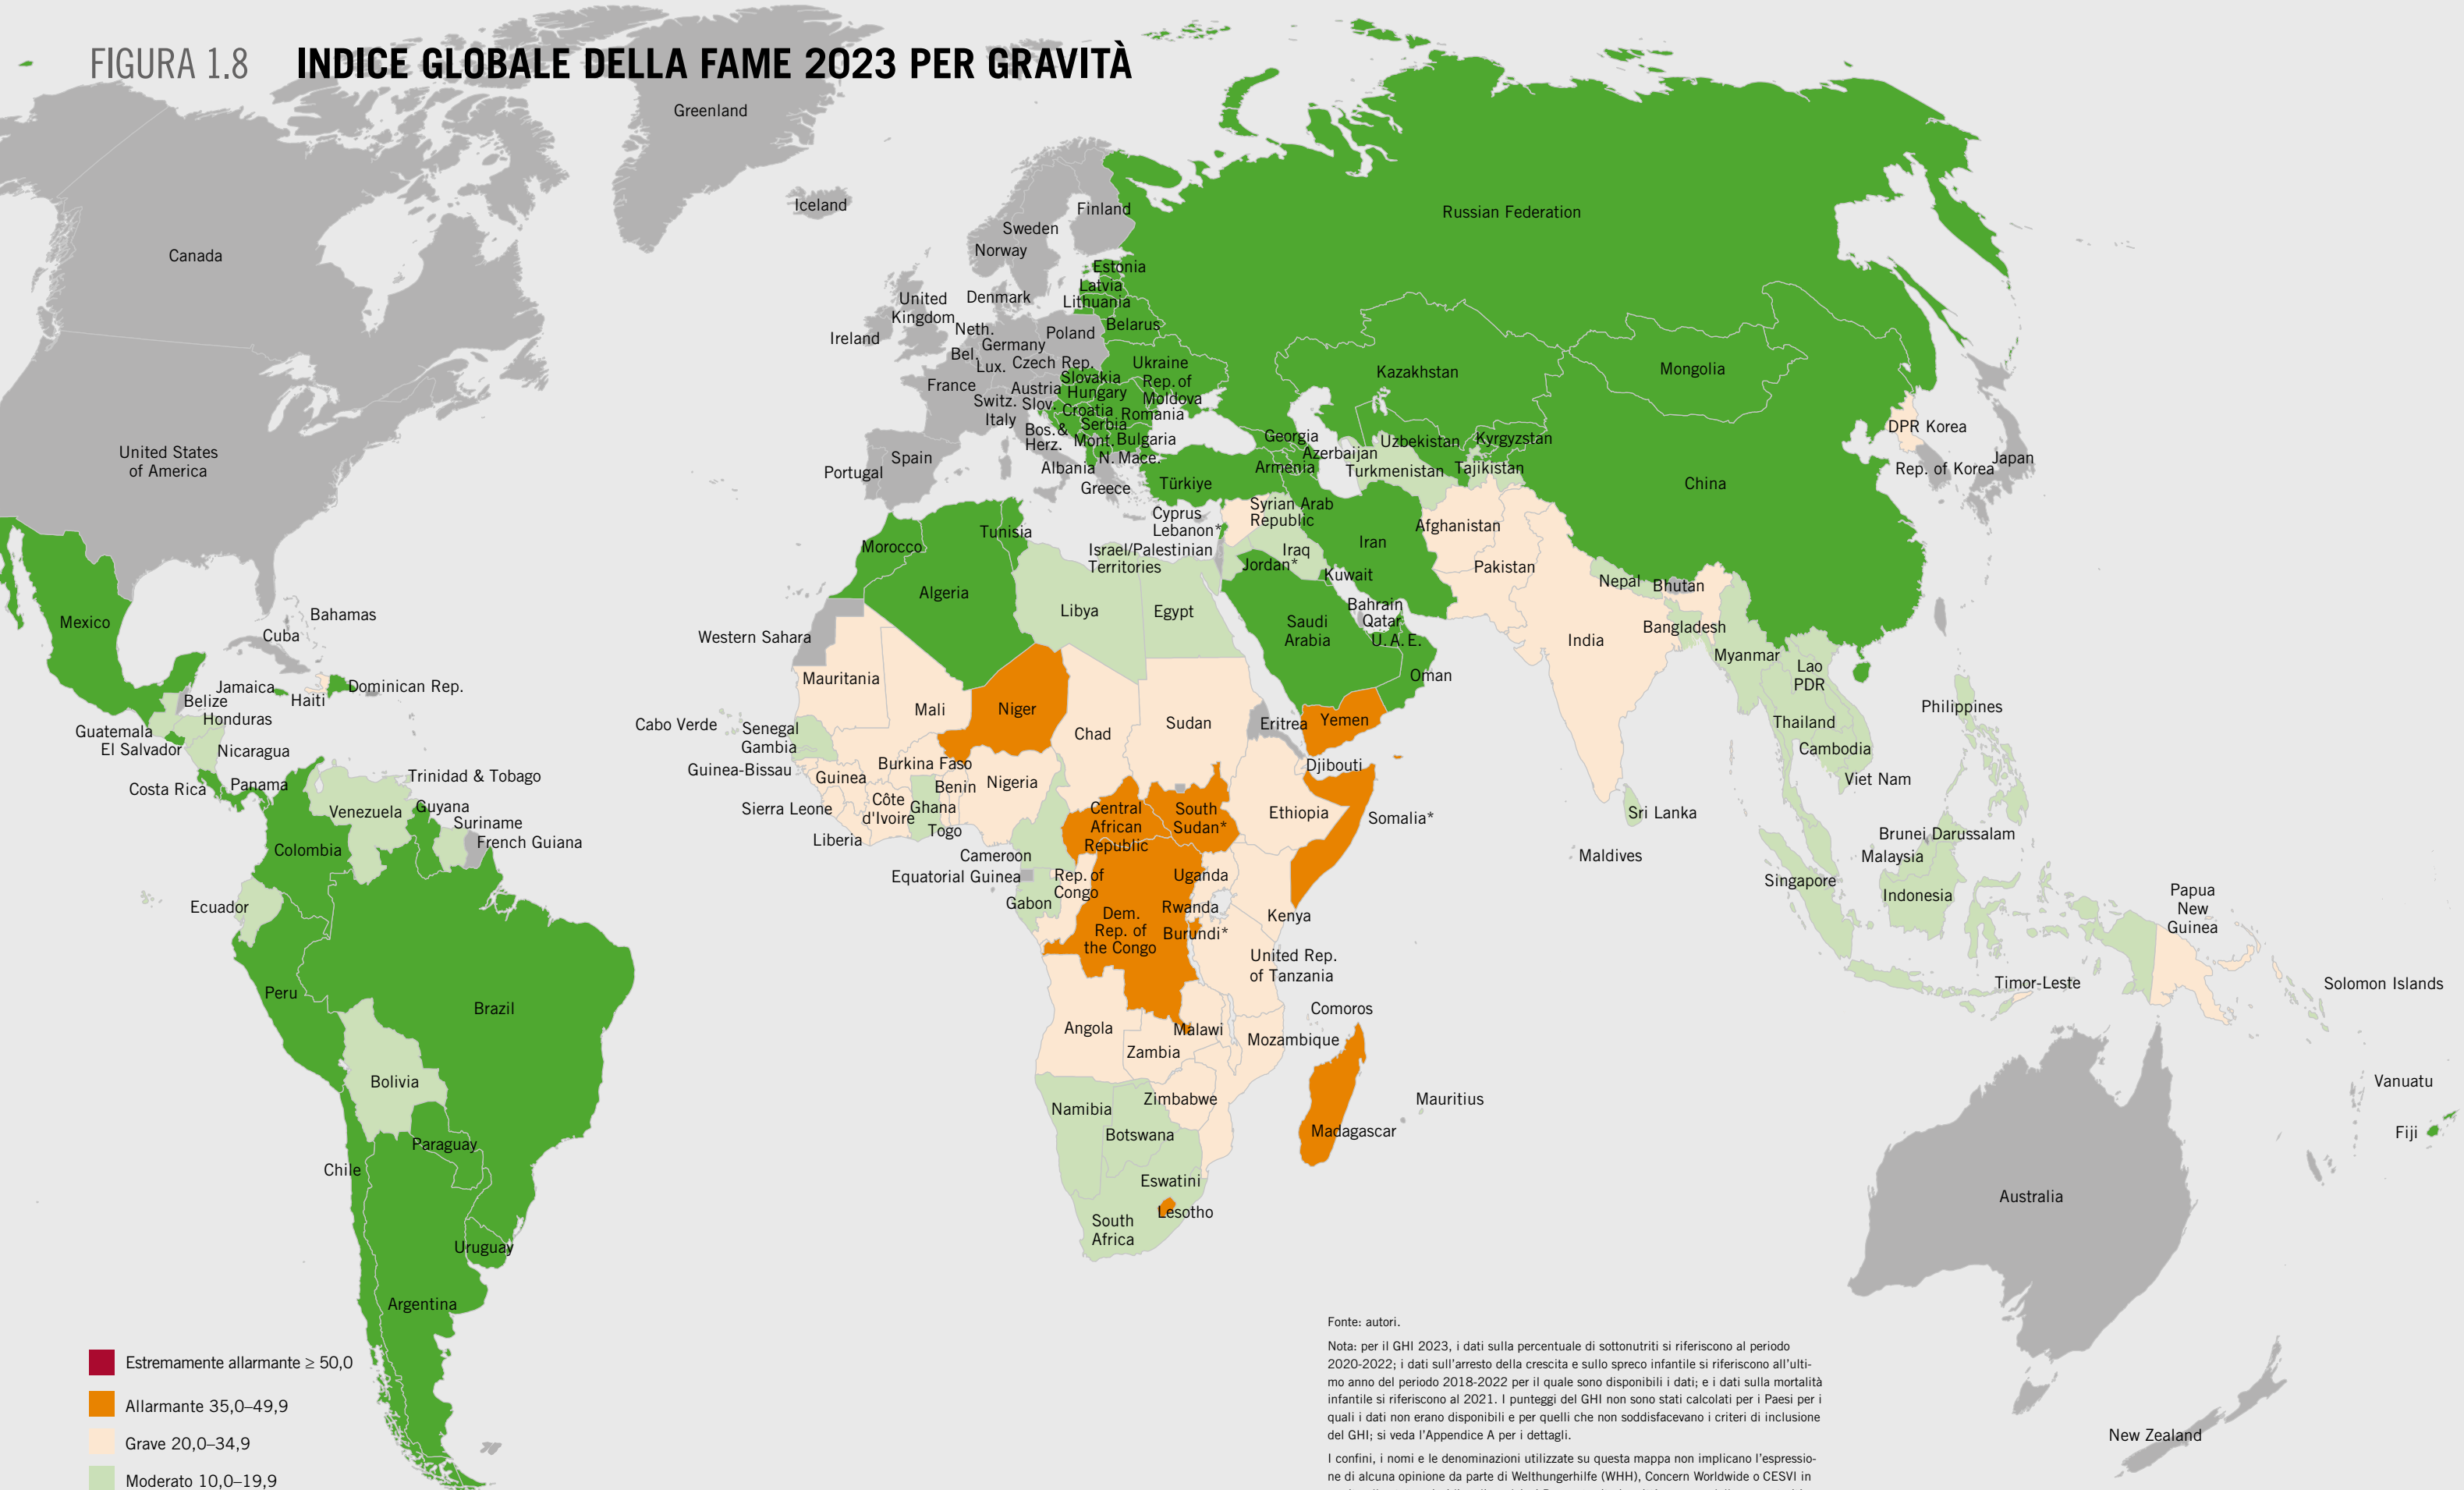 FIGURA 1.8 INDICE GLOBALE DELLA FAME 2023 PER GRAVITÀ
Greenland
Iceland
Finland
Sweden
Norway
Russian Federation
Canada
Estonia
Latvia
Lithuania
United
Kingdom
Denmark
Ireland
Neth.
Poland
Belarus
Germany
Bel.
Lux.
Czech Rep.
Ukraine
Slovakia
France
Austria
Hungary
Rep. of
Moldova
Switz.
Slov.
Croatia
Romania
Italy
Serbia
Bos. &
Herz.
Mont.
Bulgaria
N. Mace.
Albania
Greece
Spain
Portugal
Kazakhstan
Mongolia
Georgia
Azerbaijan
Armenia
Uzbekistan
Kyrgyzstan
Turkmenistan
Tajikistan
Türkiye
China
DPR Korea
Rep. of Korea
Japan
United States
of America
Tunisia
Morocco
Algeria
Cyprus
Lebanon*
Israel/Palestinian
Territories
Syrian Arab
Republic
Iraq
Jordan*
Iran
Kuwait
Afghanistan
Pakistan
Nepal
Bhutan
Libya
Egypt
Saudi
Arabia
Bahrain
Qatar
U. A. E.
Oman
India
Bangladesh
Myanmar
Lao
PDR
Mexico
Bahamas
Cuba
Western Sahara
Jamaica
Haiti
Dominican Rep.
Belize
Honduras
Guatemala
El Salvador
Nicaragua
Costa Rica
Panama
Trinidad & Tobago
Venezuela
Guyana
Suriname
French Guiana
Colombia
Ecuador
Peru
Brazil
Bolivia
Paraguay
Chile
Uruguay
Argentina
Mauritania
Mali
Niger
Chad
Sudan
Eritrea
Yemen
Cabo Verde
Senegal
Gambia
Guinea-Bissau
Guinea
Burkina Faso
Benin
Nigeria
Djibouti
Sierra Leone
Côte
d'Ivoire
Ghana
Togo
Liberia
Central
African
Republic
South
Sudan*
Ethiopia
Somalia*
Cameroon
Equatorial Guinea
Rep. of
Congo
Gabon
Uganda
Rwanda
Burundi*
Kenya
Dem.
Rep. of
the Congo
United Rep.
of Tanzania
Comoros
Angola
Malawi
Zambia
Mozambique
Namibia
Zimbabwe
Botswana
Madagascar
Mauritius
Eswatini
Lesotho
South
Africa
Thailand
Cambodia
Viet Nam
Philippines
Sri Lanka
Maldives
Brunei Darussalam
Malaysia
Singapore
Indonesia
Papua
New
Guinea
Timor-Leste
Solomon Islands
Vanuatu
Fiji
Australia
New Zealand
Estremamente allarmante ≥ 50,0
Allarmante 35,0–49,9
Grave 20,0–34,9
Moderato 10,0–19,9
Fonte: autori.
Nota: per il GHI 2023, i dati sulla percentuale di sottonutriti si riferiscono al periodo
2020-2022; i dati sull'arresto della crescita e sullo spreco infantile si riferiscono all'ulti-
mo anno del periodo 2018-2022 per il quale sono disponibili i dati; e i dati sulla mortalità
infantile si riferiscono al 2021. I punteggi del GHI non sono stati calcolati per i Paesi per i
quali i dati non erano disponibili e per quelli che non soddisfacevano i criteri di inclusione
del GHI; si veda l'Appendice A per i dettagli.
I confini, i nomi e le denominazioni utilizzate su questa mappa non implicano l'espressio-
ne di alcuna opinione da parte di Welthungerhilfe (WHH), Concern Worldwide o CESVI in